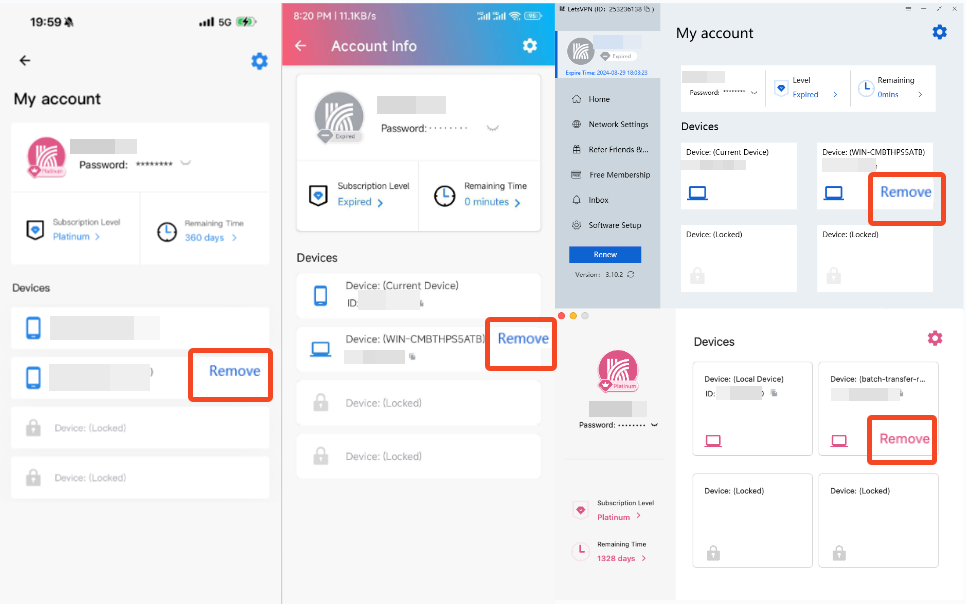 19:59
5G
My account
Platinum
Password: ********
Subscription Level
Platinum >
Remaining Time
360 days >
Devices
Remove
Device: (Locked)
Device: (Locked)
8:20 PM | 11.1KB/s
Account Info
Expired
Password: ········
Subscription Level
Expired >
Remaining Time
0 minutes >
Devices
Device: (Current Device)
ID:
Device: (WIN-CMBTHPS5ATB)
Remove
Device: (Locked)
Device: (Locked)
LetsVPN (ID: 253236138)
Expired
Expire Time: 2024-08-29 18:08:23
Home
Network Settings
Refer Friends &...
Free Membership
Inbox
Software Setup
Renew
Version: 3.10.2
My account
Password: ········
Level
Expired >
Remaining
0mins >
Devices
Device: (Current Device)
Device: (WIN-CMBTHPS5ATB)
Remove
Device: (Locked)
Device: (Locked)
Platinum
Password: ········
Subscription Level
Platinum >
Remaining Time
1328 days >
Devices
Device: (Local Device)
ID:
Device: (batch-transfer-r...
Remove
Device: (Locked)
Device: (Locked)